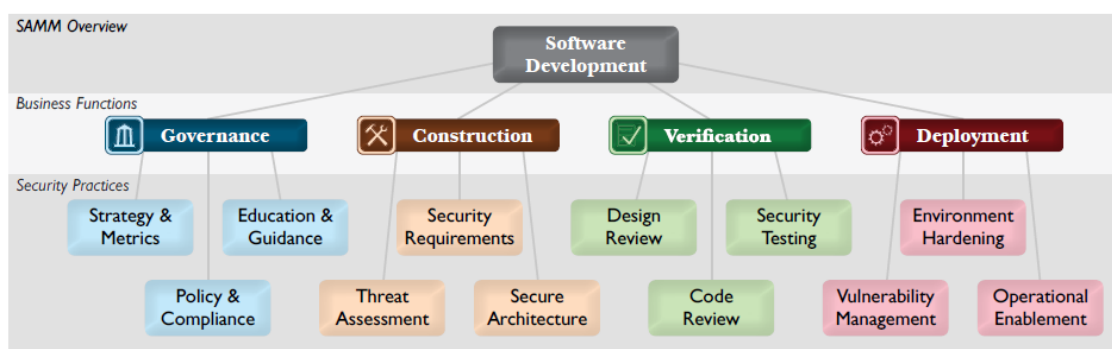 SAMM Overview
Software
Development
Business Functions
Governance
Construction
Verification
Deployment
Security Practices
Strategy &
Metrics
Education &
Guidance
Security
Requirements
Design
Review
Security
Testing
Environment
Hardening
Policy &
Compliance
Threat
Assessment
Secure
Architecture
Code
Review
Vulnerability
Management
Operational
Enablement